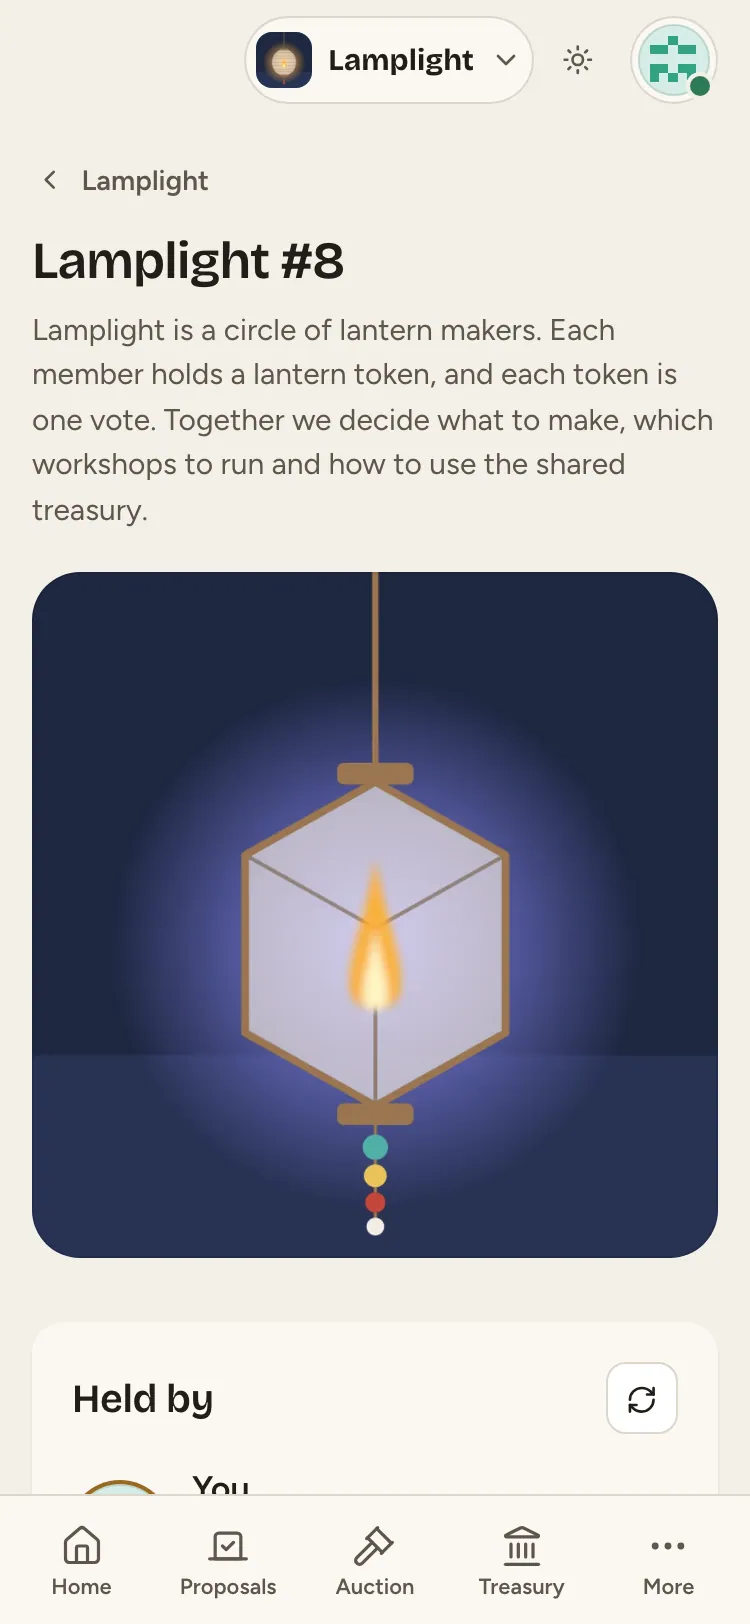 Lamplight
Lamplight
Lamplight #8
Lamplight is a circle of lantern makers. Each
member holds a lantern token, and each token is
one vote. Together we decide what to make, which
workshops to run and how to use the shared
treasury.
Held by
You
Home
Proposals
Auction
Treasury
More